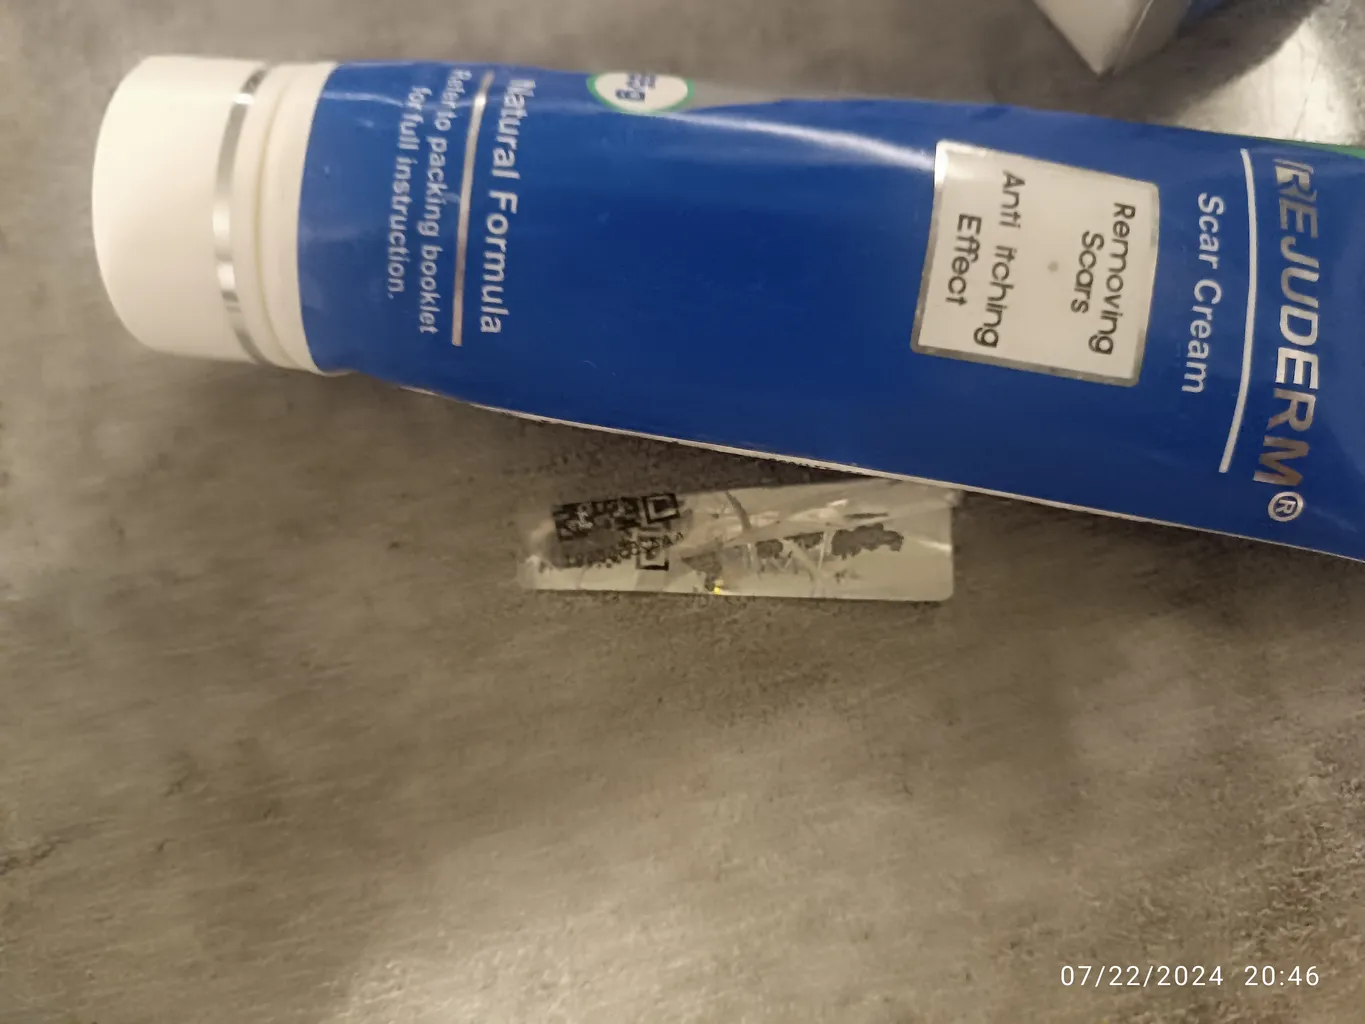 REJUDERM®
Scar Cream
Removing
Scars
Anti itching
Effect
Natural Formula
Refer to packing booklet
for full instruction.
07/22/2024 20:46